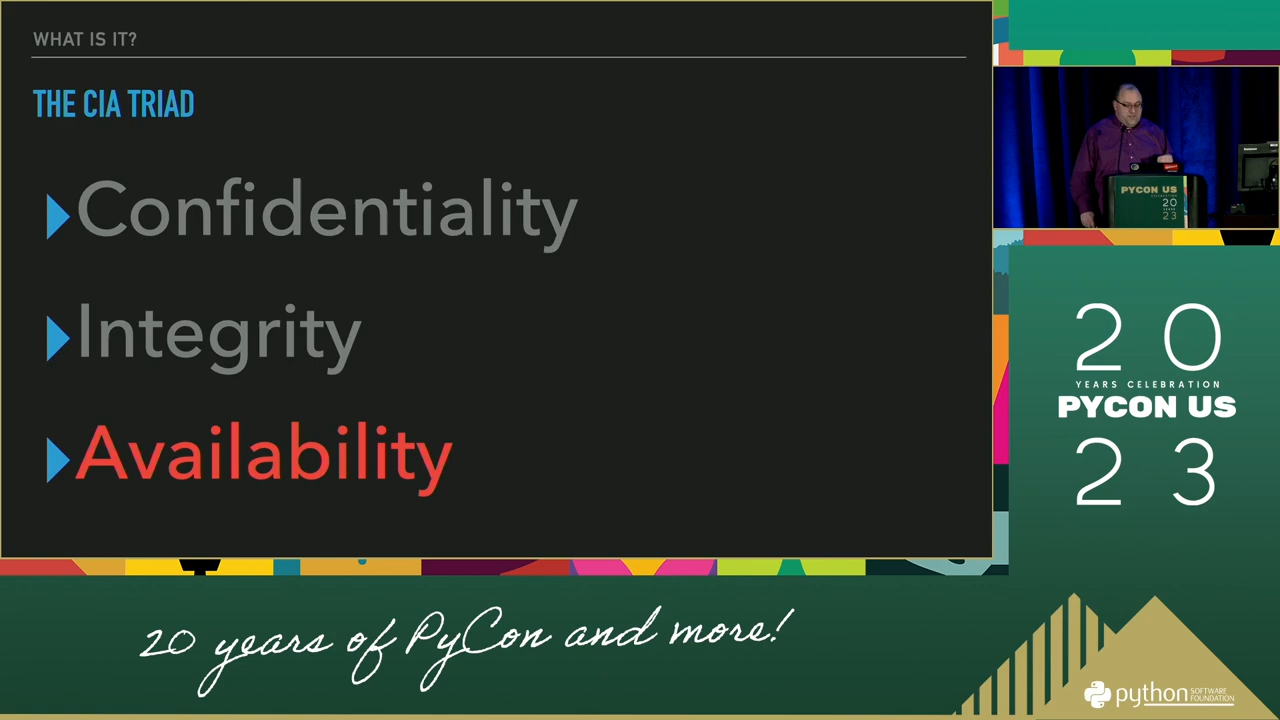 WHAT IS IT?
THE CIA TRIAD
Confidentiality
Integrity
Availability
PYCON US
20
23
2 0
YEARS CELEBRATION
PYCON US
2 3
20 years of PyCon and more!
python SOFTWARE FOUNDATION